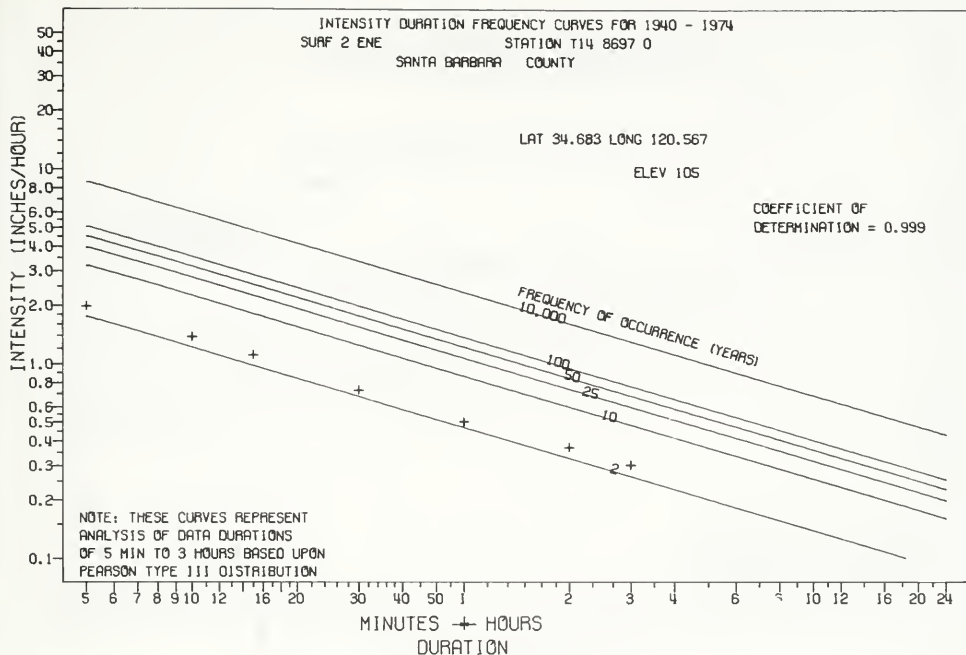 INTENSITY DURATION FREQUENCY CURVES FOR 1940 - 1974
SURF 2 ENE STATION T14 8697 0
SANTA BARBARA COUNTY
LAT 34.683 LONG 120.567
ELEV 105
COEFFICIENT OF
DETERMINATION = 0.999
INTENSITY (INCHES/HOUR)
50
40
30
20
10
8.0
6.0
5.0
4.0
3.0
2.0
1.0
0.8
0.6
0.5
0.4
0.3
0.2
0.1
FREQUENCY OF OCCURRENCE (YEARS)
10,000
100
50
25
10
2
NOTE: THESE CURVES REPRESENT
ANALYSIS OF DATA DURATIONS
OF 5 MIN TO 3 HOURS BASED UPON
PEARSON TYPE III DISTRIBUTION
5 6 7 8 9 10 12 14 16 20 30 40 50 1 2 3 4 6 8 10 12 16 20 24
MINUTES + HOURS
DURATION